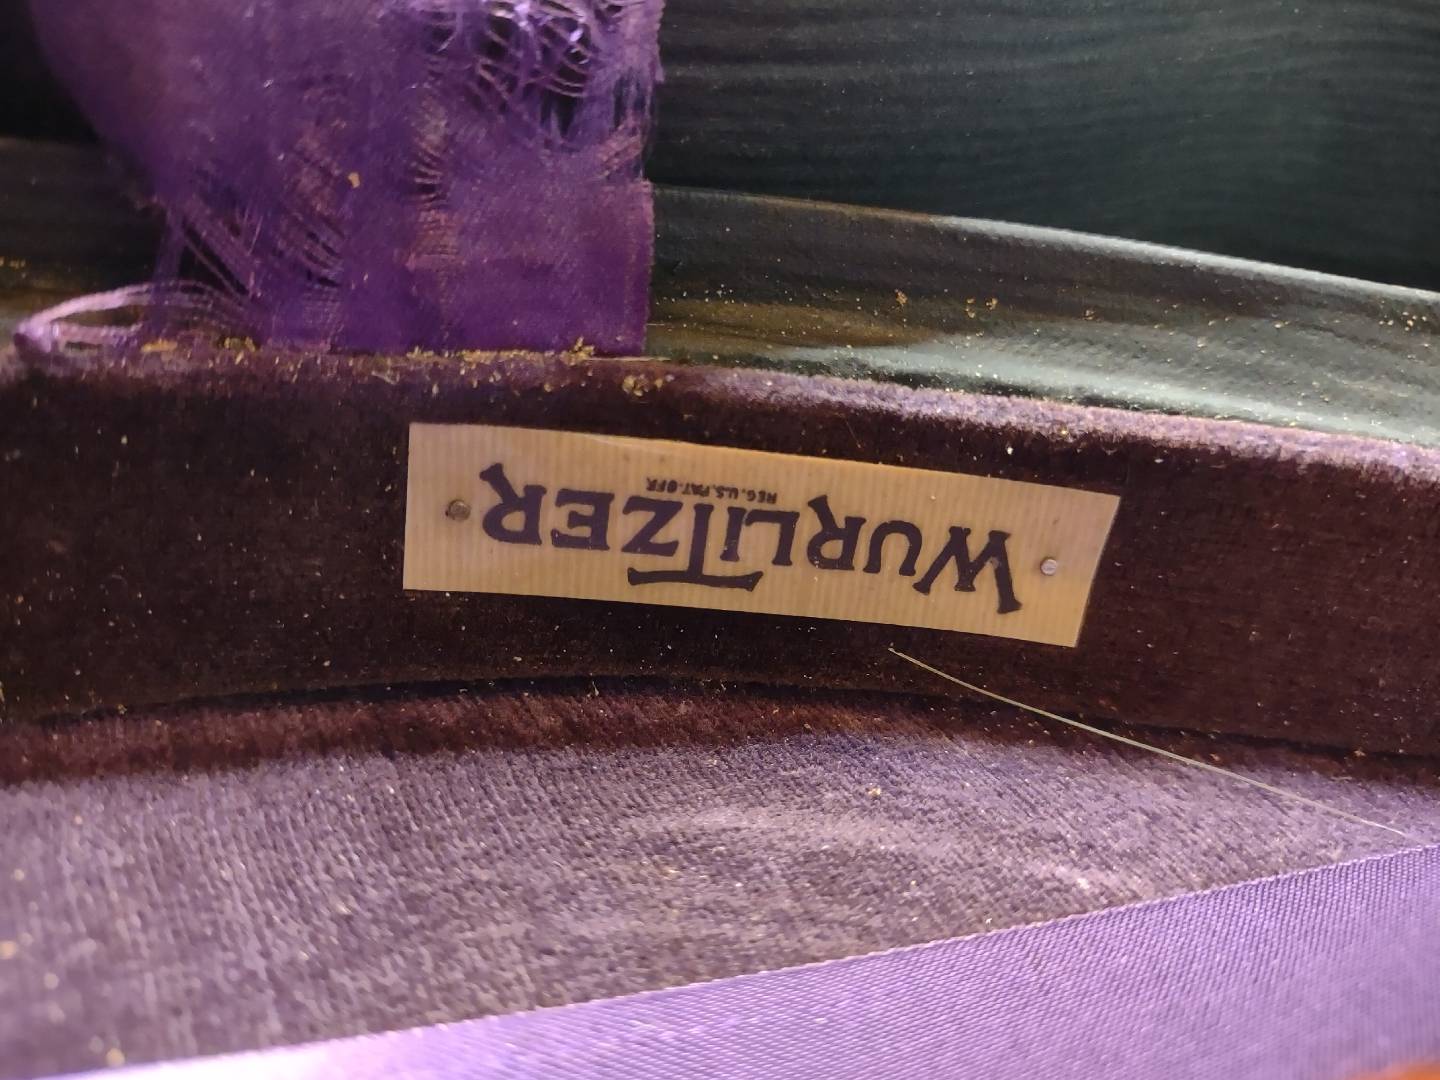 WURLITZER
REG. U.S. PAT. OFF.